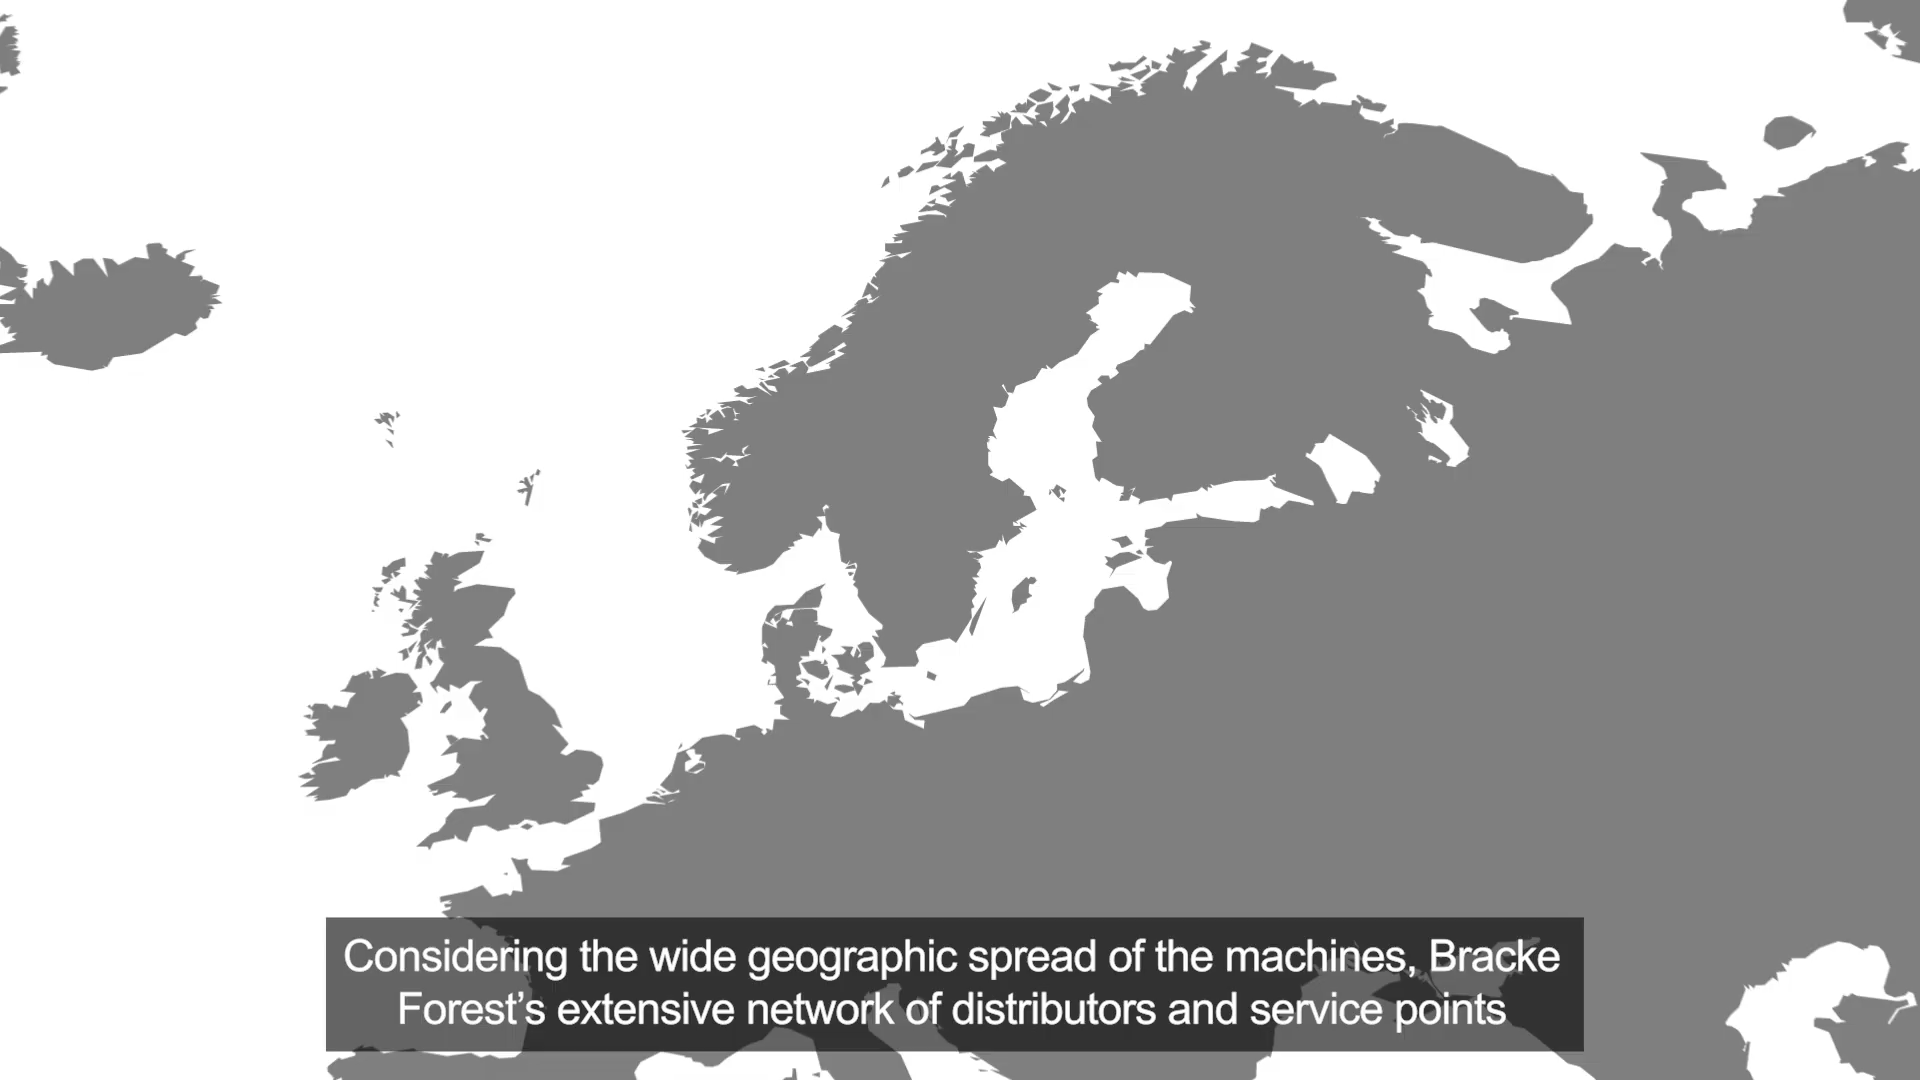 Considering the wide geographic spread of the machines, Bracke
Forest’s extensive network of distributors and service points